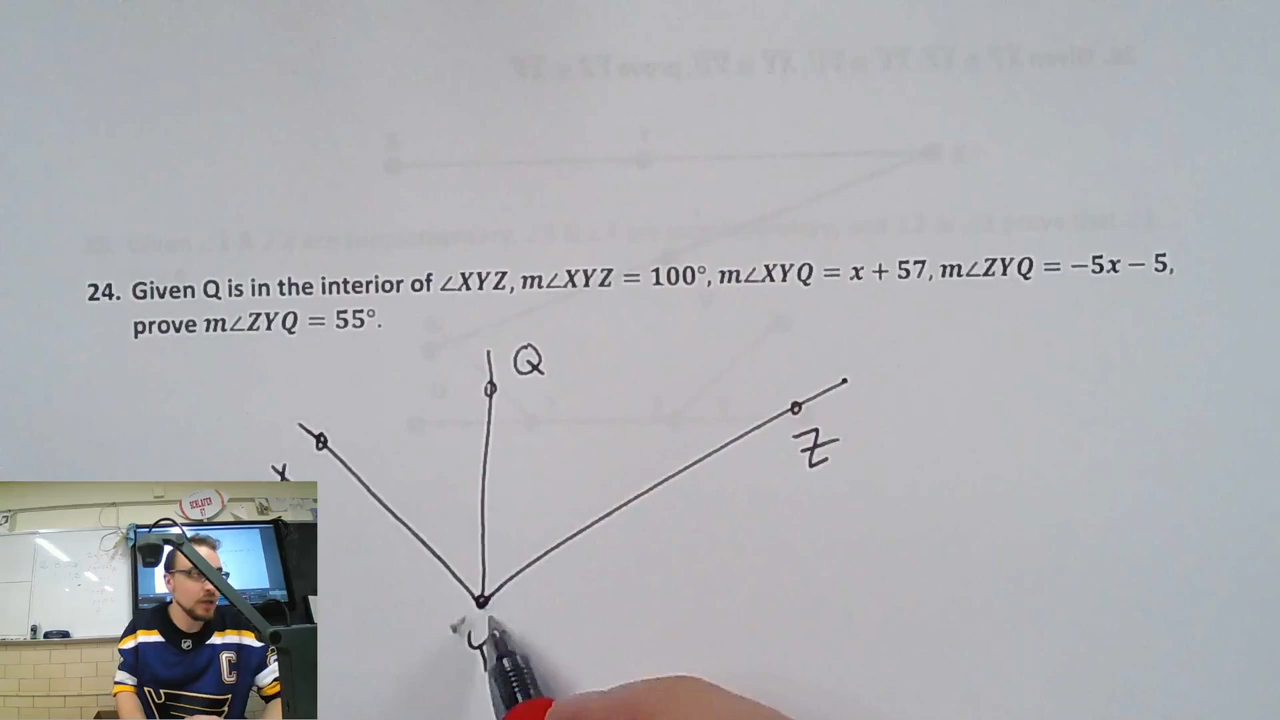 24. Given Q is in the interior of ∠XYZ, m∠XYZ = 100°, m∠XYQ = x + 57, m∠ZYQ = −5x − 5,
prove m∠ZYQ = 55°.
Q
Z
X
Y
C